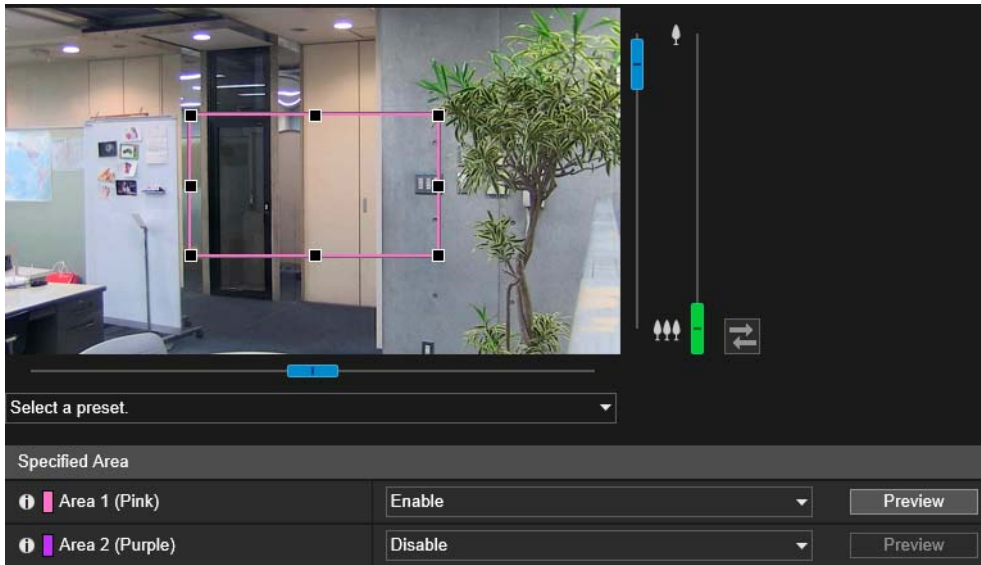 Select a preset.
Specified Area
Area 1 (Pink)
Enable
Preview
Area 2 (Purple)
Disable
Preview